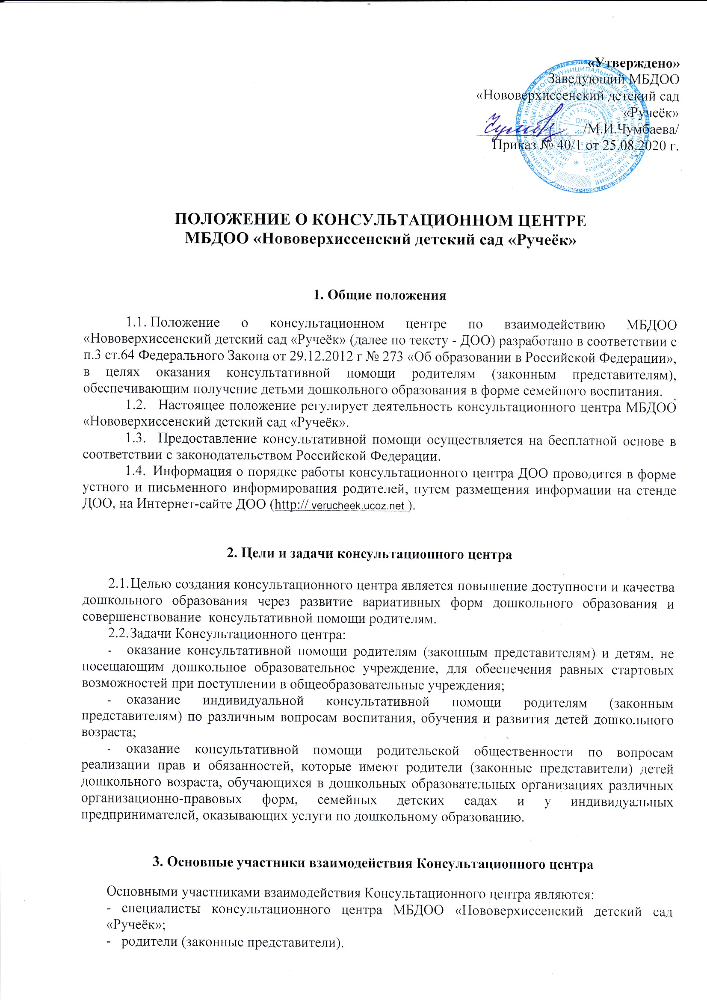 «Утверждено»
Заведующий МБДОО
«Нововерхиссенский детский сад
«Ручеёк»
/М.И.Чумбаева/
Приказ № 40/1 от 25.08.2020 г.
ПОЛОЖЕНИЕ О КОНСУЛЬТАЦИОННОМ ЦЕНТРЕ
МБДОО «Нововерхиссенский детский сад «Ручеёк»
1. Общие положения
1.1. Положение о консультационном центре по взаимодействию МБДОО
«Нововерхиссенский детский сад «Ручеёк» (далее по тексту - ДОО) разработано в соответствии с
п.3 ст.64 Федерального Закона от 29.12.2012 г № 273 «Об образовании в Российской Федерации»,
в целях оказания консультативной помощи родителям (законным представителям),
обеспечивающим получение детьми дошкольного образования в форме семейного воспитания.
1.2. Настоящее положение регулирует деятельность консультационного центра МБДОО
«Нововерхиссенский детский сад «Ручеёк».
1.3. Предоставление консультативной помощи осуществляется на бесплатной основе в
соответствии с законодательством Российской Федерации.
1.4. Информация о порядке работы консультационного центра ДОО проводится в форме
устного и письменного информирования родителей, путем размещения информации на стенде
ДОО, на Интернет-сайте ДОО (http:// verucheek.ucoz.net ).
2. Цели и задачи консультационного центра
2.1.Целью создания консультационного центра является повышение доступности и качества
дошкольного образования через развитие вариативных форм дошкольного образования и
совершенствование консультативной помощи родителям.
2.2.Задачи Консультационного центра:
- оказание консультативной помощи родителям (законным представителям) и детям, не
посещающим дошкольное образовательное учреждение, для обеспечения равных стартовых
возможностей при поступлении в общеобразовательные учреждения;
- оказание индивидуальной консультативной помощи родителям (законным
представителям) по различным вопросам воспитания, обучения и развития детей дошкольного
возраста;
- оказание консультативной помощи родительской общественности по вопросам
реализации прав и обязанностей, которые имеют родители (законные представители) детей
дошкольного возраста, обучающихся в дошкольных образовательных организациях различных
организационно-правовых форм, семейных детских садах и у индивидуальных
предпринимателей, оказывающих услуги по дошкольному образованию.
3. Основные участники взаимодействия Консультационного центра
Основными участниками взаимодействия Консультационного центра являются:
- специалисты консультационного центра МБДОО «Нововерхиссенский детский сад
«Ручеёк»;
- родители (законные представители).